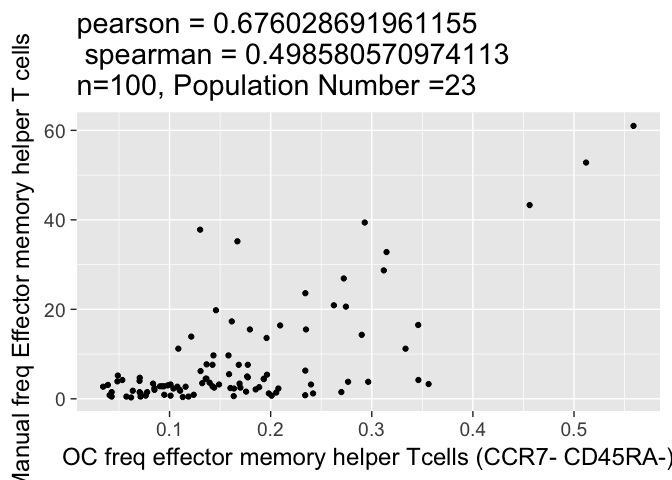 pearson = 0.676028691961155
spearman = 0.498580570974113
n=100, Population Number =23
Manual freq Effector memory helper T cells
60
40
20
0
0.1 0.2 0.3 0.4 0.5
OC freq effector memory helper Tcells (CCR7- CD45RA-)